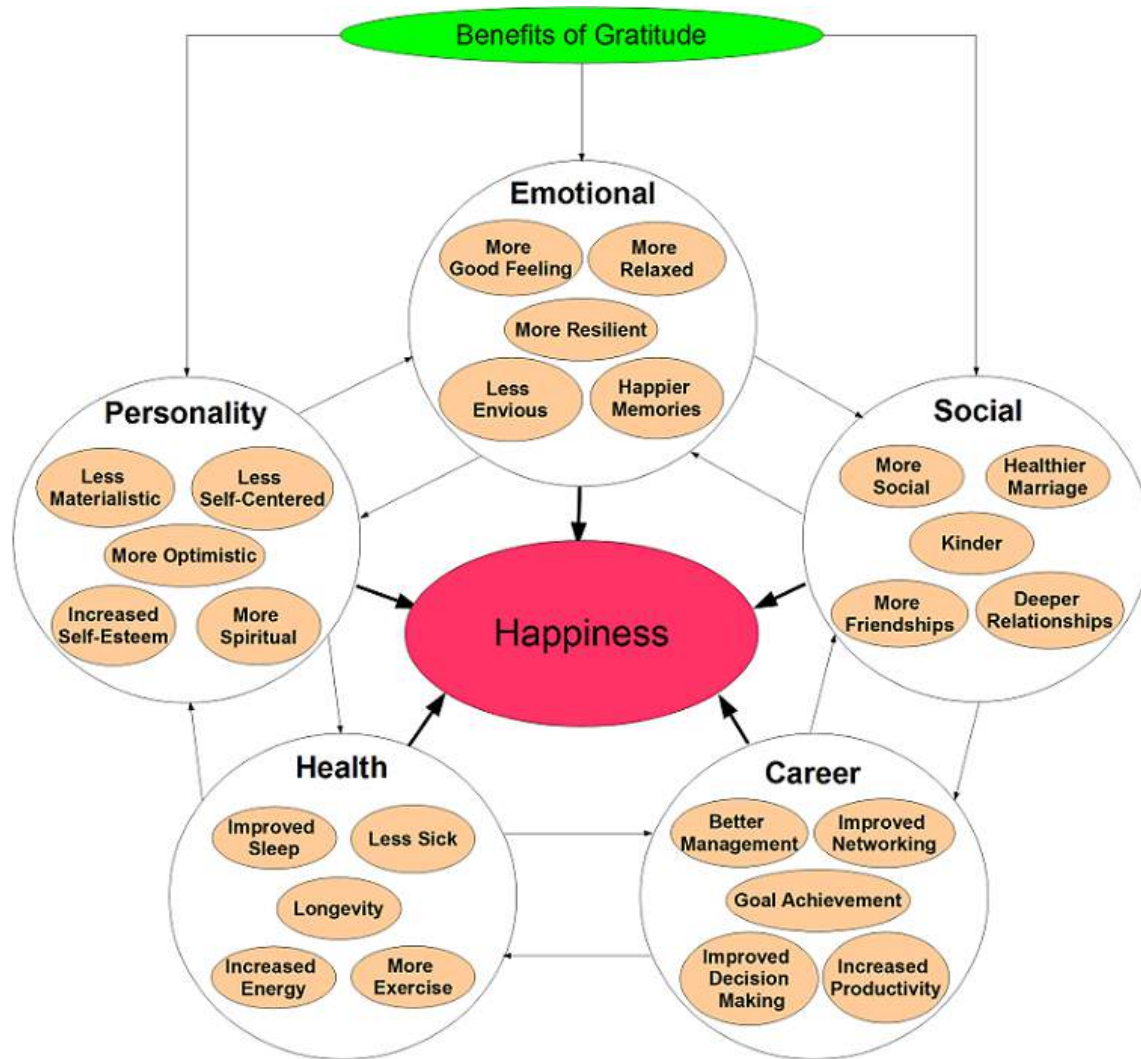 Benefits of Gratitude
Emotional
More
Good Feeling
More
Relaxed
More Resilient
Less
Envious
Happier
Memories
Personality
Less
Materialistic
Less
Self-Centered
More Optimistic
Increased
Self-Esteem
More
Spiritual
Social
More
Social
Healthier
Marriage
Kinder
More
Friendships
Deeper
Relationships
Happiness
Health
Improved
Sleep
Less Sick
Longevity
Increased
Energy
More
Exercise
Career
Better
Management
Improved
Networking
Goal Achievement
Improved
Decision
Making
Increased
Productivity